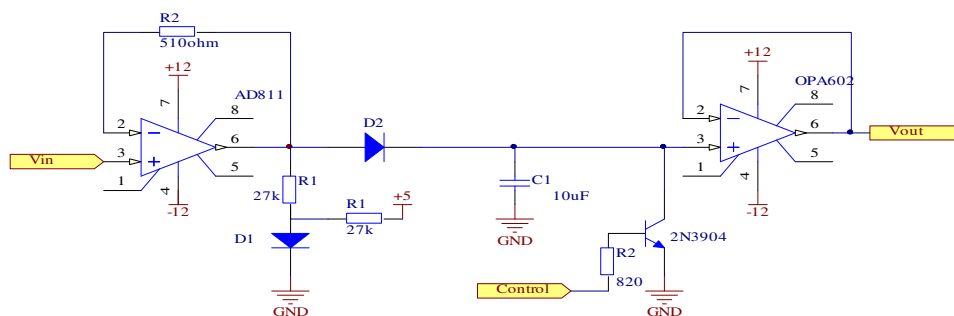 R2
510ohm
+12
7
AD811
8
2
6
Vin
3
5
1
4
-12
R1
27k
R1
+5
27k
D1
GND
D2
C1
10uF
GND
2N3904
R2
820
Control
GND
+12
OPA602
7
8
2
6
Vout
3
5
1
4
-12